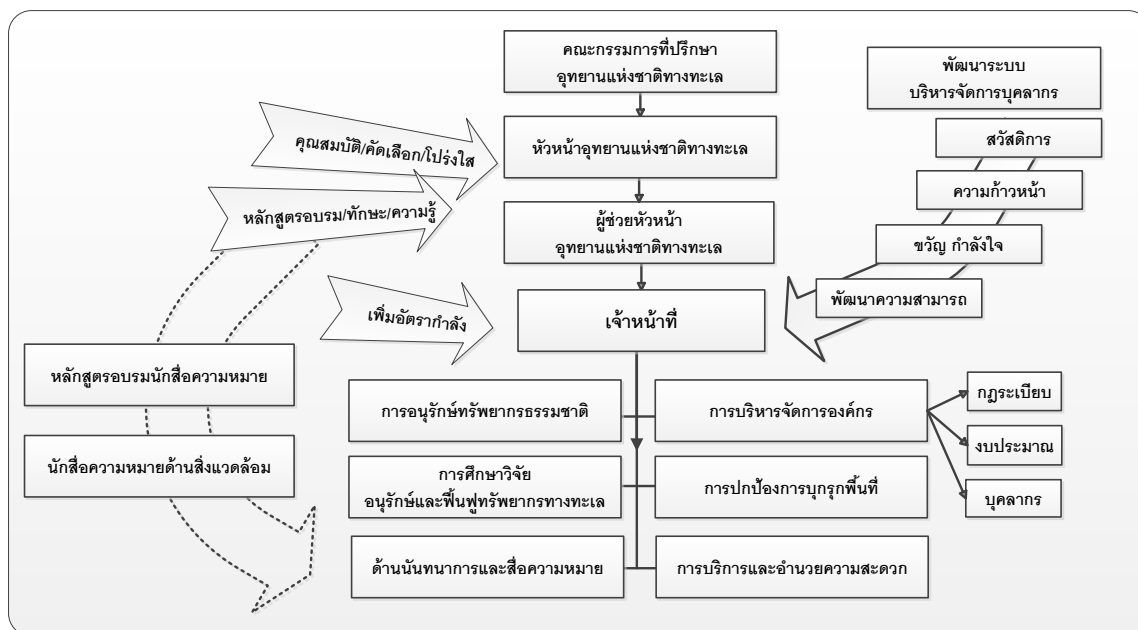 คณะกรรมการที่ปรึกษา
อุทยานแห่งชาติทางทะเล
พัฒนาระบบ
บริหารจัดการบุคลากร
คุณสมบัติ/คัดเลือก/โปร่งใส
หัวหน้าอุทยานแห่งชาติทางทะเล
สวัสดิการ
ความก้าวหน้า
หลักสูตรอบรม/ทักษะ/ความรู้
ผู้ช่วยหัวหน้า
อุทยานแห่งชาติทางทะเล
ขวัญ กำลังใจ
พัฒนาความสามารถ
เพิ่มอัตรากำลัง
เจ้าหน้าที่
หลักสูตรอบรมนักสื่อความหมาย
การอนุรักษ์ทรัพยากรธรรมชาติ
การบริหารจัดการองค์กร
กฎระเบียบ
งบประมาณ
บุคลากร
นักสื่อความหมายด้านสิ่งแวดล้อม
การศึกษาวิจัย
อนุรักษ์และฟื้นฟูทรัพยากรทางทะเล
การปกป้องการบุกรุกพื้นที่
ด้านนันทนาการและสื่อความหมาย
การบริการและอำนวยความสะดวก